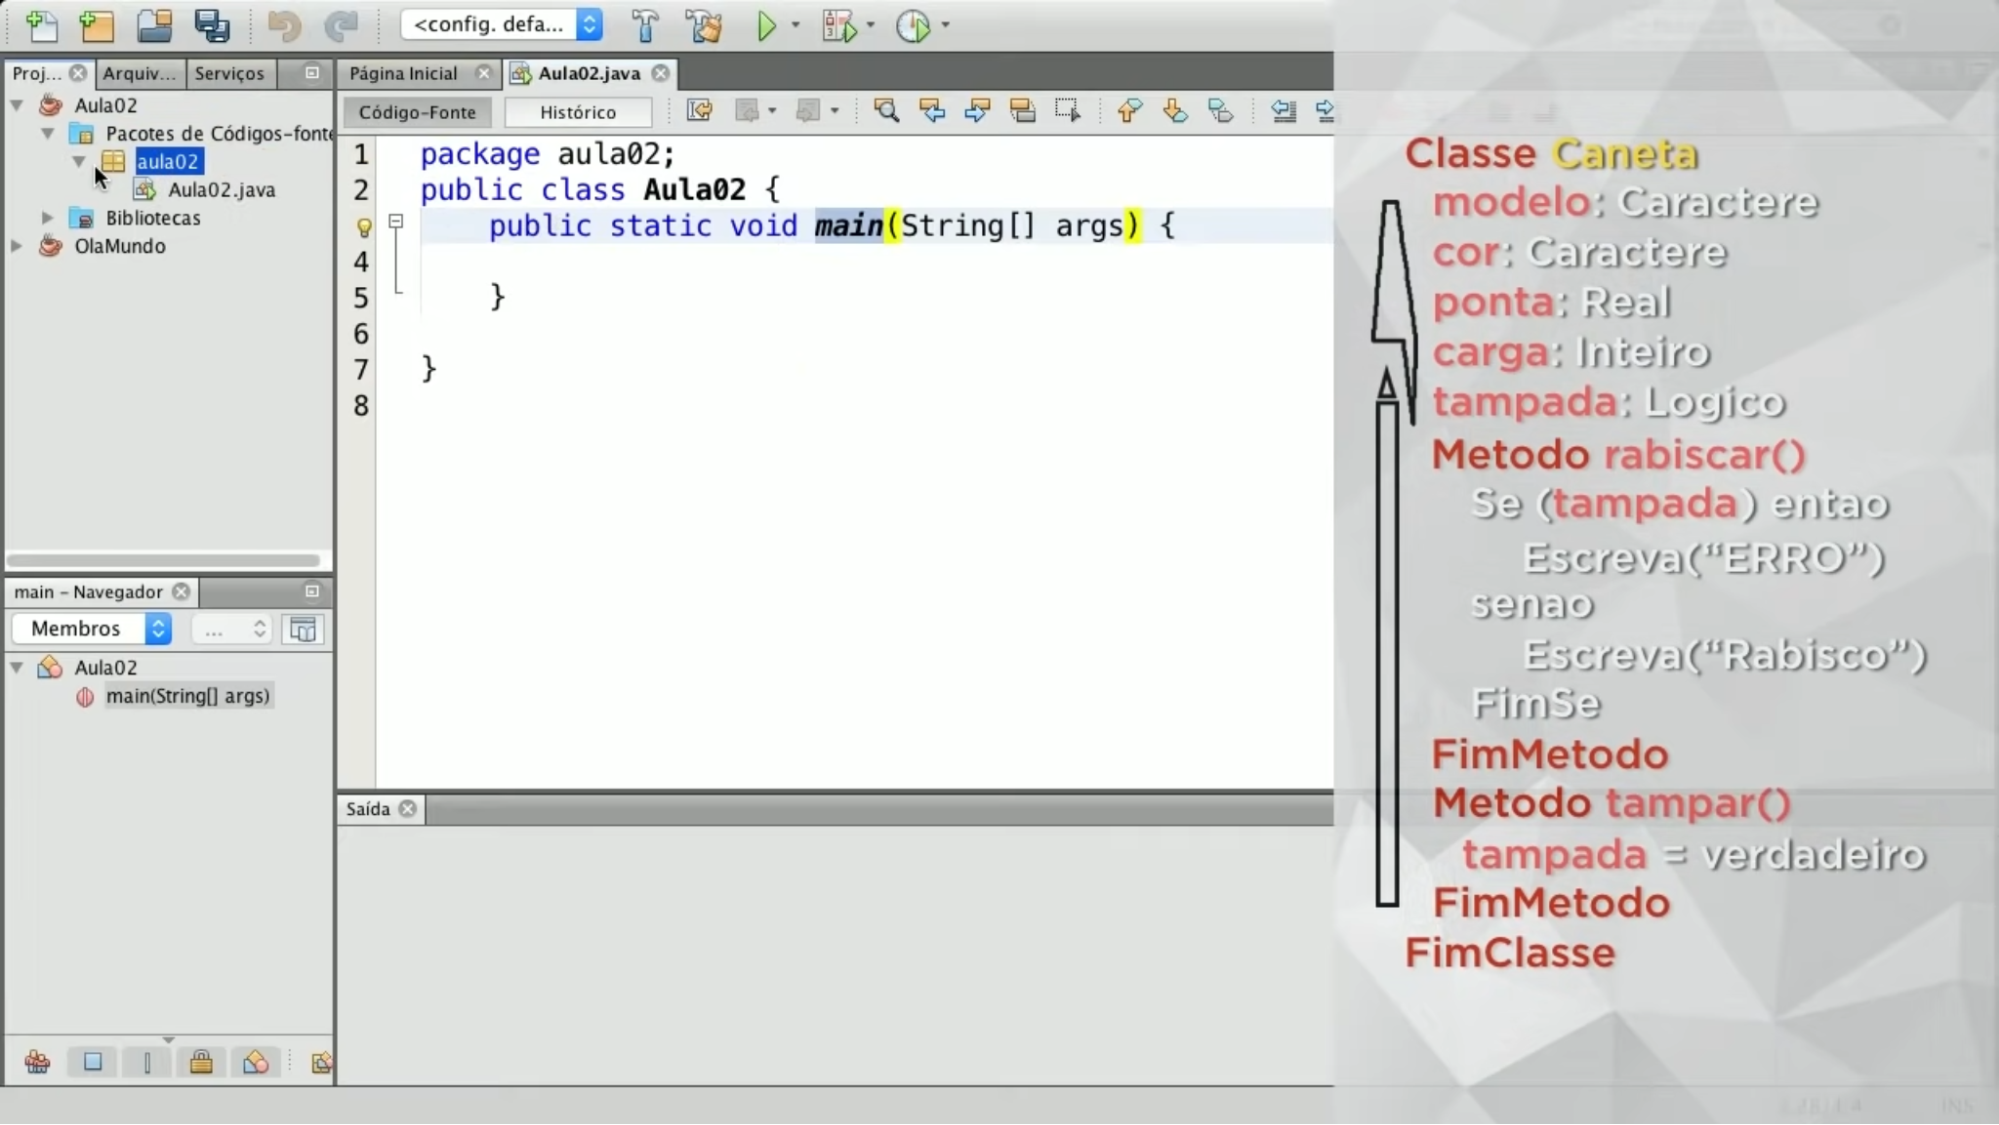 <config. defa...
Proj...
Arquiv...
Serviços
Página Inicial
Aula02.java
Aula02
Pacotes de Códigos-fonte
aula02
Aula02.java
Bibliotecas
OlaMundo
Código-Fonte
Histórico
1 package aula02;
2 public class Aula02 {
public static void main(String[] args) {
4
5 }
6
7 }
8
main – Navegador
Membros
...
Aula02
main(String[] args)
Saída
Classe Caneta
modelo: Caractere
cor: Caractere
ponta: Real
carga: Inteiro
tampada: Logico
Metodo rabiscar()
Se (tampada) entao
Escreva(“ERRO”)
senao
Escreva(“Rabisco”)
FimSe
FimMetodo
Metodo tampar()
tampada = verdadeiro
FimMetodo
FimClasse
INS